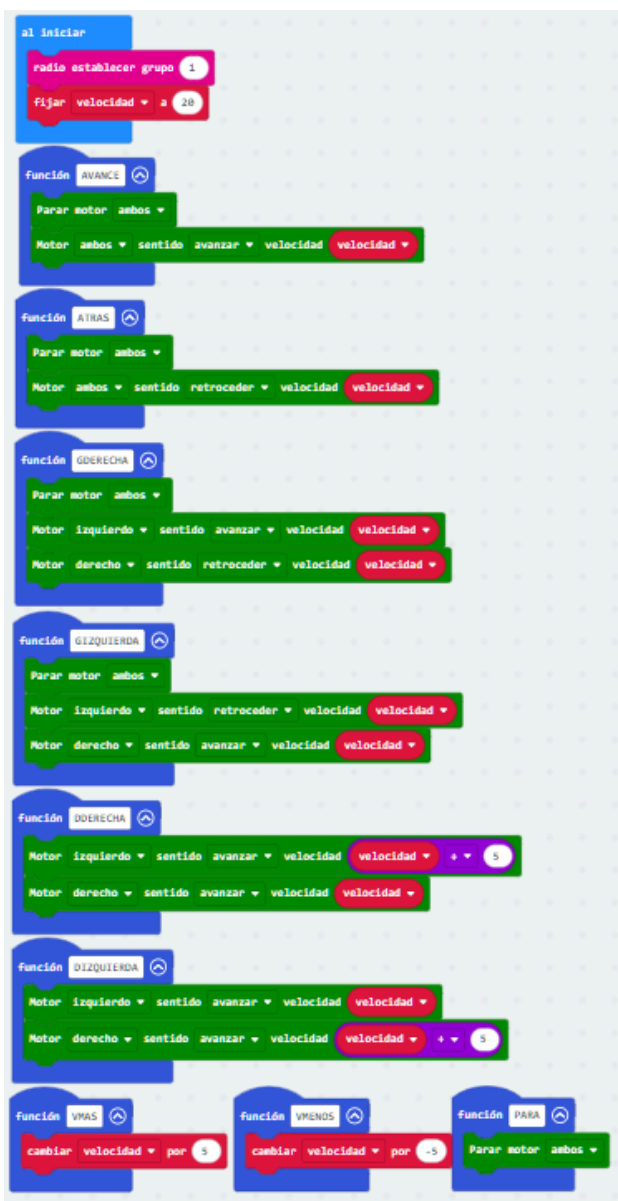 al iniciar
radio establecer grupo 1
fijar velocidad a 20
función AVANCE
Parar motor ambos
Motor ambos sentido avanzar velocidad velocidad
función ATRAS
Parar motor ambos
Motor ambos sentido retroceder velocidad velocidad
función GDERECHA
Parar motor ambos
Motor izquierdo sentido avanzar velocidad velocidad
Motor derecho sentido retroceder velocidad velocidad
función GIZQUIERDA
Parar motor ambos
Motor izquierdo sentido retroceder velocidad velocidad
Motor derecho sentido avanzar velocidad velocidad
función DDERECHA
Motor izquierdo sentido avanzar velocidad velocidad + 5
Motor derecho sentido avanzar velocidad velocidad
función DIZQUIERDA
Motor izquierdo sentido avanzar velocidad velocidad
Motor derecho sentido avanzar velocidad velocidad + 5
función VMAS
cambiar velocidad por 5
función VMENOS
cambiar velocidad por -5
función PARA
Parar motor ambos